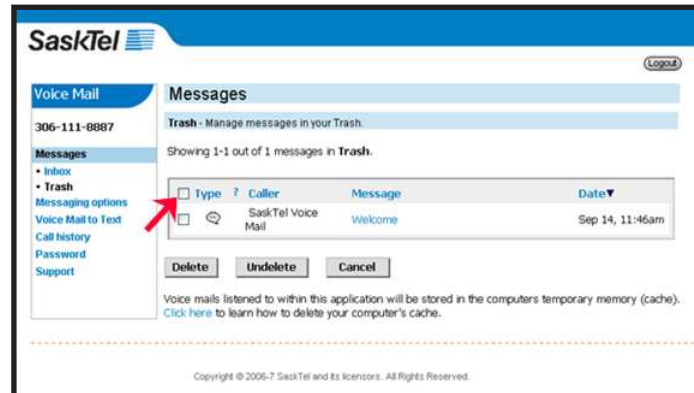 SaskTel
Logout
Voice Mail
306-111-8887
Messages
• Inbox
• Trash
Messaging options
Voice Mail to Text
Call history
Password
Support
Messages
Trash - Manage messages in your Trash.
Showing 1-1 out of 1 messages in Trash.
Type ? Caller Message Date▼
SaskTel Voice Mail Welcome Sep 14, 11:46am
Delete Undelete Cancel
Voice mails listened to within this application will be stored in the computers temporary memory (cache).
Click here to learn how to delete your computer's cache.
Copyright © 2006-7 SaskTel and its licensors. All Rights Reserved.